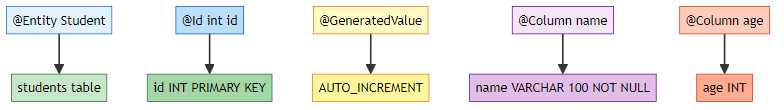 @Entity Student
@Id int id
@GeneratedValue
@Column name
@Column age
students table
id INT PRIMARY KEY
AUTO_INCREMENT
name VARCHAR 100 NOT NULL
age INT